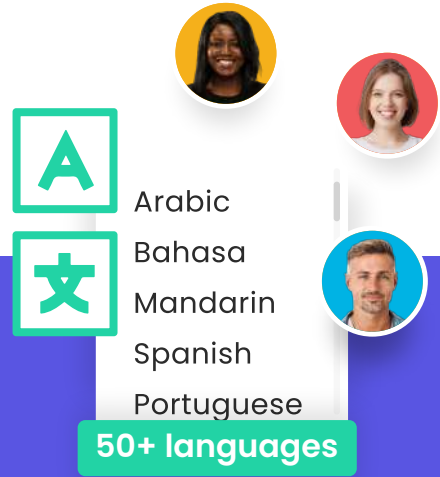 A
文
Arabic
Bahasa
Mandarin
Spanish
Portuguese
50+ languages